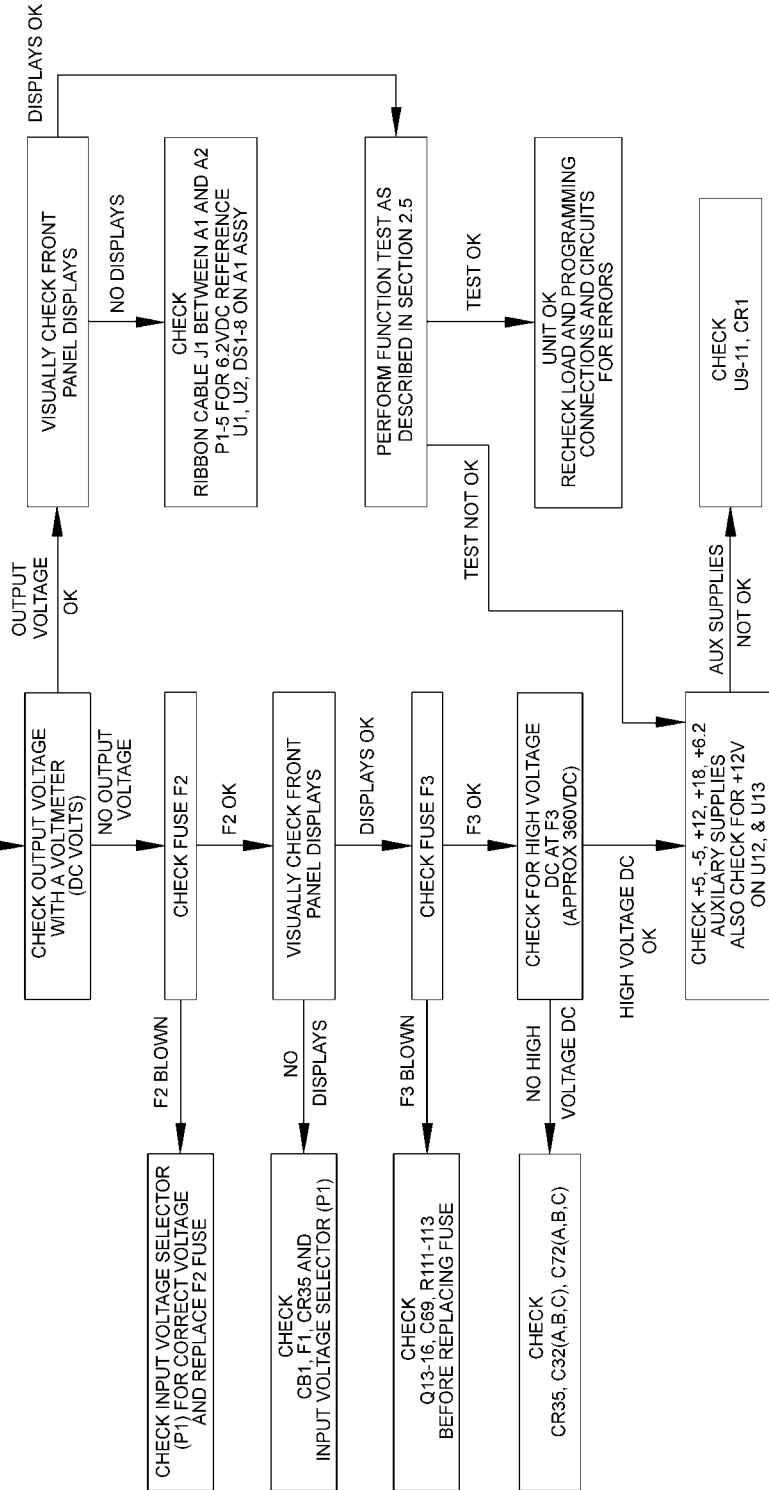 CHECK OUTPUT VOLTAGE
WITH A VOLTMETER
(DC VOLTS)
OUTPUT
VOLTAGE
OK
VISUALLY CHECK FRONT
PANEL DISPLAYS
DISPLAYS OK
NO DISPLAYS
CHECK
RIBBON CABLE J1 BETWEEN A1 AND A2
P1-5 FOR 6.2VDC REFERENCE
U1, U2, DS1-8 ON A1 ASSY
NO OUTPUT
VOLTAGE
CHECK FUSE F2
F2 BLOWN
CHECK INPUT VOLTAGE SELECTOR
(P1) FOR CORRECT VOLTAGE
AND REPLACE F2 FUSE
F2 OK
VISUALLY CHECK FRONT
PANEL DISPLAYS
NO
DISPLAYS
CHECK
CB1, F1, CR35 AND
INPUT VOLTAGE SELECTOR (P1)
DISPLAYS OK
CHECK FUSE F3
F3 BLOWN
CHECK
Q13-16, C69, R111-113
BEFORE REPLACING FUSE
F3 OK
CHECK FOR HIGH VOLTAGE
DC AT F3
(APPROX 360VDC)
NO HIGH
VOLTAGE DC
CHECK
CR35, C32(A,B,C), C72(A,B,C)
HIGH VOLTAGE DC
OK
PERFORM FUNCTION TEST AS
DESCRIBED IN SECTION 2.5
TEST OK
UNIT OK
RECHECK LOAD AND PROGRAMMING
CONNECTIONS AND CIRCUITS
FOR ERRORS
TEST NOT OK
CHECK +5, -5, +12, +18, +6.2
AUXILARY SUPPLIES
ALSO CHECK FOR +12V
ON U12, & U13
AUX SUPPLIES
NOT OK
CHECK
U9-11, CR1